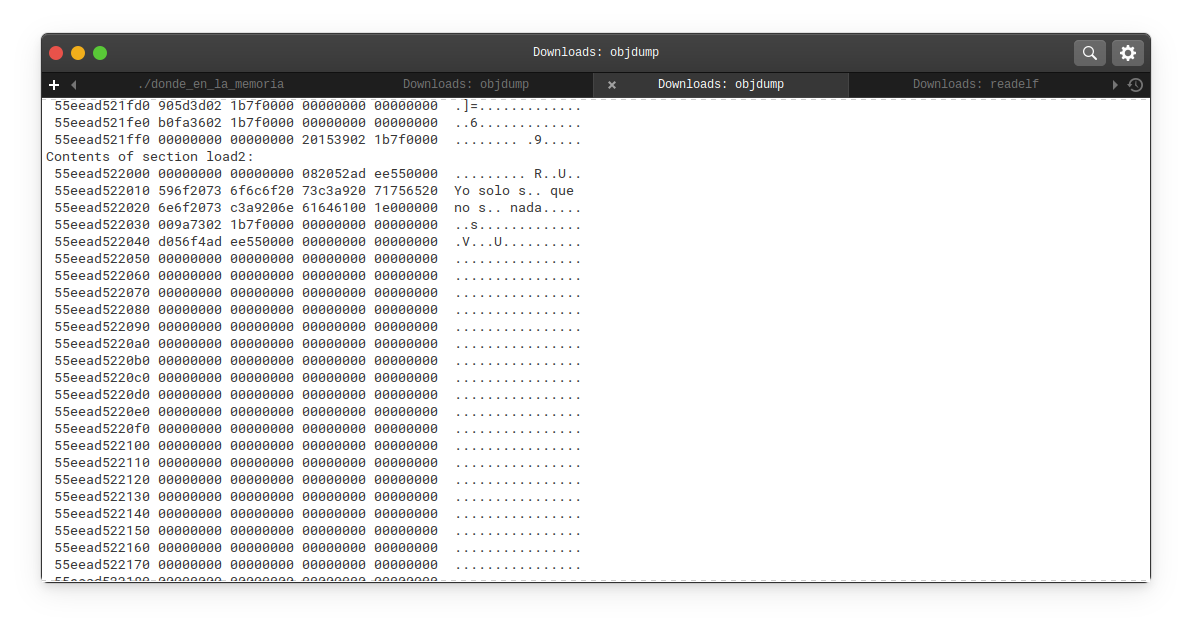 Downloads: objdump
./donde_en_la_memoria
Downloads: objdump
Downloads: objdump
Downloads: readelf
55eead521fd0 905d3d02 1b7f0000 00000000 00000000  .]=.............
55eead521fe0 b0fa3602 1b7f0000 00000000 00000000  ..6.............
55eead521ff0 00000000 00000000 20153902 1b7f0000  ........ .9.....
Contents of section load2:
55eead522000 00000000 00000000 082052ad ee550000  ......... R..U..
55eead522010 596f2073 6f6c6f20 73c3a920 71756520  Yo solo s.. que
55eead522020 6e6f2073 c3a9206e 61646100 1e000000  no s.. nada.....
55eead522030 009a7302 1b7f0000 00000000 00000000  ..s.............
55eead522040 d056f4ad ee550000 00000000 00000000  .V...U..........
55eead522050 00000000 00000000 00000000 00000000  ................
55eead522060 00000000 00000000 00000000 00000000  ................
55eead522070 00000000 00000000 00000000 00000000  ................
55eead522080 00000000 00000000 00000000 00000000  ................
55eead522090 00000000 00000000 00000000 00000000  ................
55eead5220a0 00000000 00000000 00000000 00000000  ................
55eead5220b0 00000000 00000000 00000000 00000000  ................
55eead5220c0 00000000 00000000 00000000 00000000  ................
55eead5220d0 00000000 00000000 00000000 00000000  ................
55eead5220e0 00000000 00000000 00000000 00000000  ................
55eead5220f0 00000000 00000000 00000000 00000000  ................
55eead522100 00000000 00000000 00000000 00000000  ................
55eead522110 00000000 00000000 00000000 00000000  ................
55eead522120 00000000 00000000 00000000 00000000  ................
55eead522130 00000000 00000000 00000000 00000000  ................
55eead522140 00000000 00000000 00000000 00000000  ................
55eead522150 00000000 00000000 00000000 00000000  ................
55eead522160 00000000 00000000 00000000 00000000  ................
55eead522170 00000000 00000000 00000000 00000000  ................